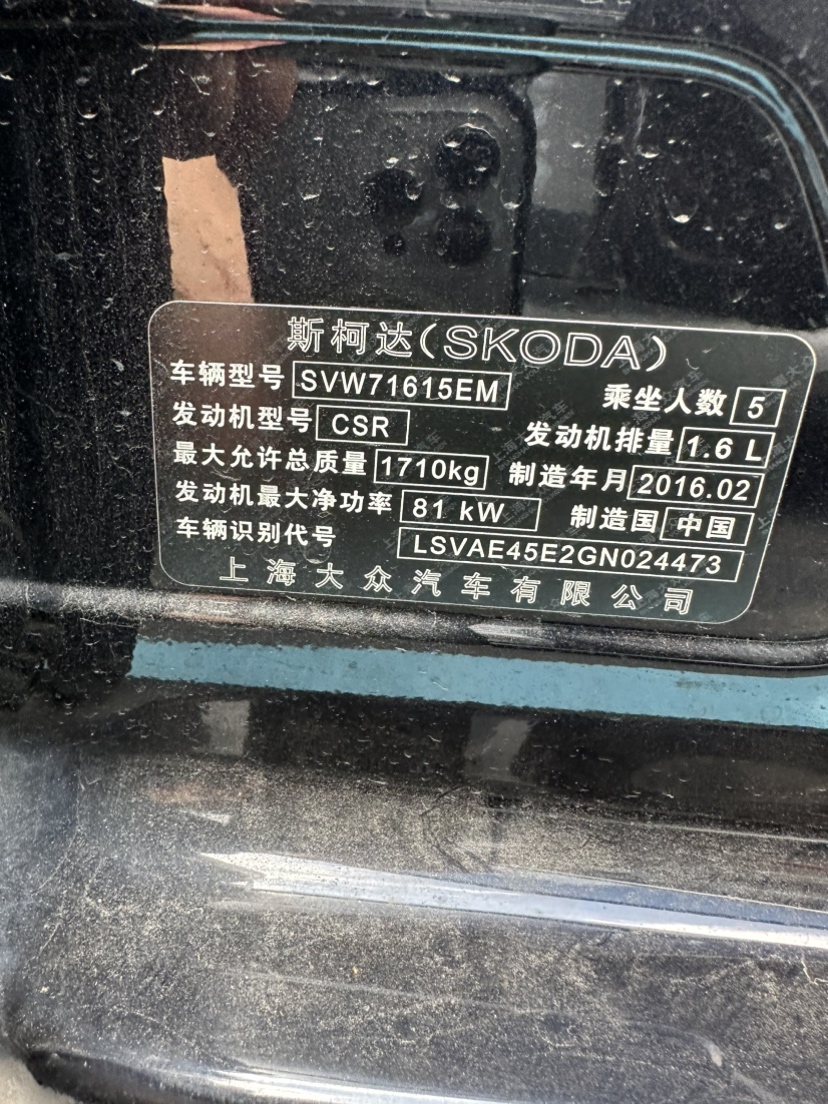 斯柯达(SKODA)
车辆型号 SVW71615EM 乘坐人数 5
发动机型号 CSR 发动机排量 1.6 L
最大允许总质量 1710kg 制造年月 2016.02
发动机最大净功率 81 kW 制造国 中国
车辆识别代号 LSVAE45E2GN024473
上海大众汽车有限公司